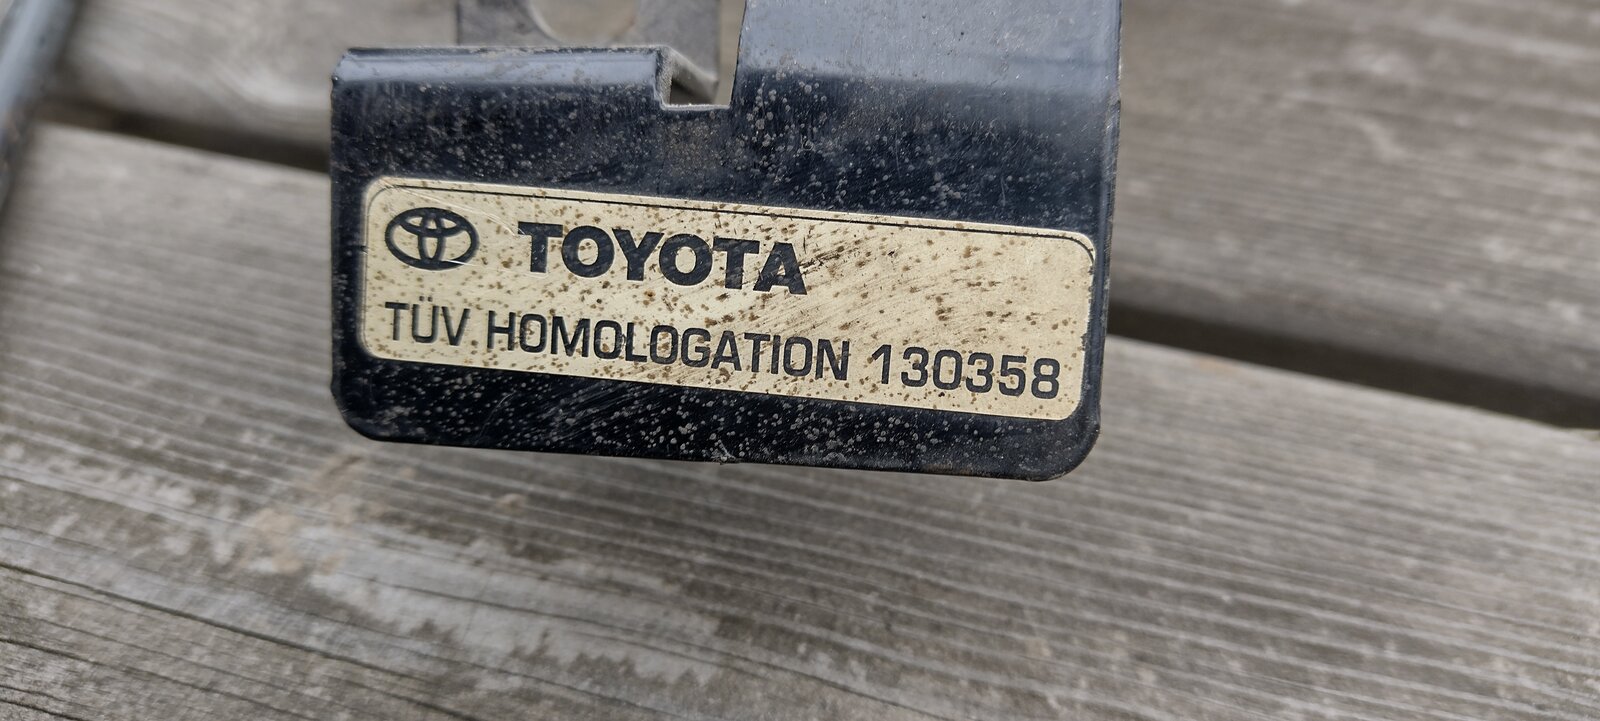 TOYOTA
TÜV HOMOLOGATION 130358